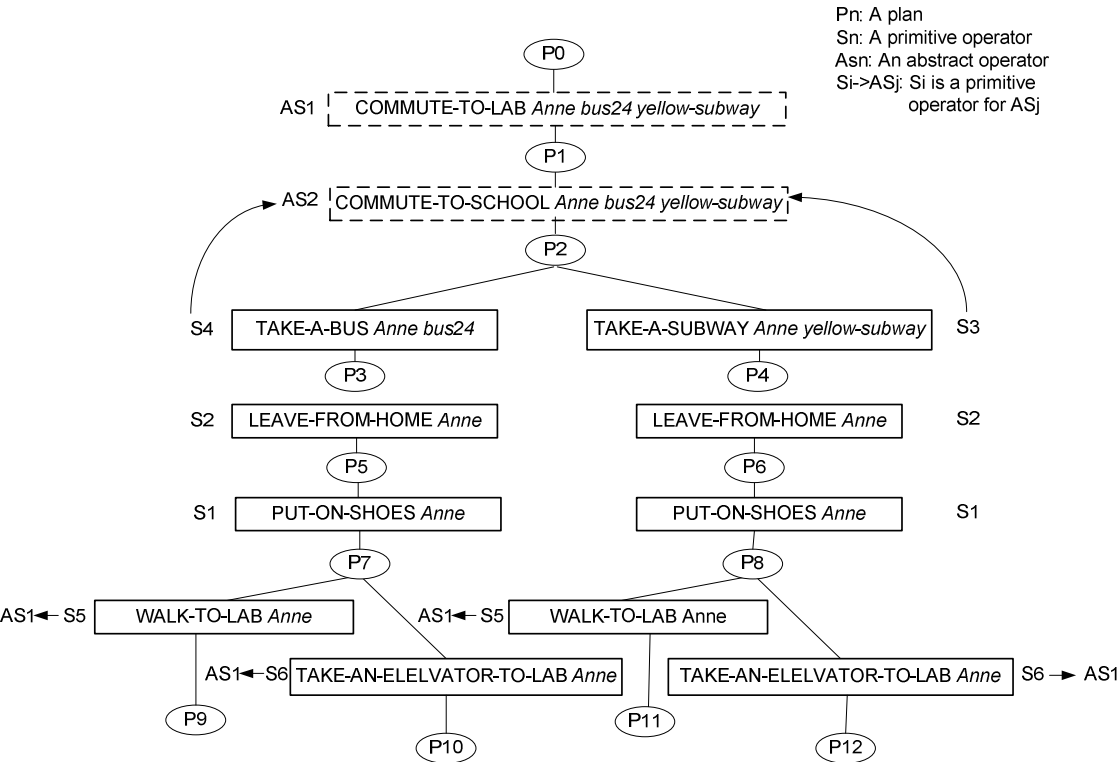 Pn: A plan
Sn: A primitive operator
Asn: An abstract operator
Si->ASj: Si is a primitive
operator for ASj
P0
AS1 COMMUTE-TO-LAB Anne bus24 yellow-subway
P1
AS2 COMMUTE-TO-SCHOOL Anne bus24 yellow-subway
P2
S4 TAKE-A-BUS Anne bus24 TAKE-A-SUBWAY Anne yellow-subway S3
P3 P4
S2 LEAVE-FROM-HOME Anne LEAVE-FROM-HOME Anne S2
P5 P6
S1 PUT-ON-SHOES Anne PUT-ON-SHOES Anne S1
P7 P8
AS1 S5 WALK-TO-LAB Anne AS1 S5 WALK-TO-LAB Anne
AS1 S6 TAKE-AN-ELELVATOR-TO-LAB Anne TAKE-AN-ELELVATOR-TO-LAB Anne S6 AS1
P9 P11
P10 P12